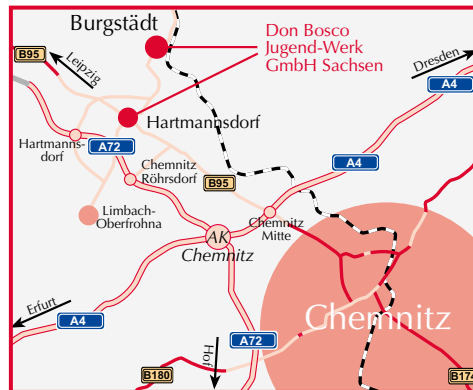 Burgstädt
Don Bosco
Jugend-Werk
GmbH Sachsen
B95
Leipzig
Dresden
A4
Hartmannsdorf
Hartmanns-
dorf
A72
Chemnitz
Röhrsdorf
A4
B95
Limbach-
Oberfrohna
Chemnitz
Mitte
AK
Chemnitz
Erfurt
A4
Chemnitz
Hof
A72
B180
B174